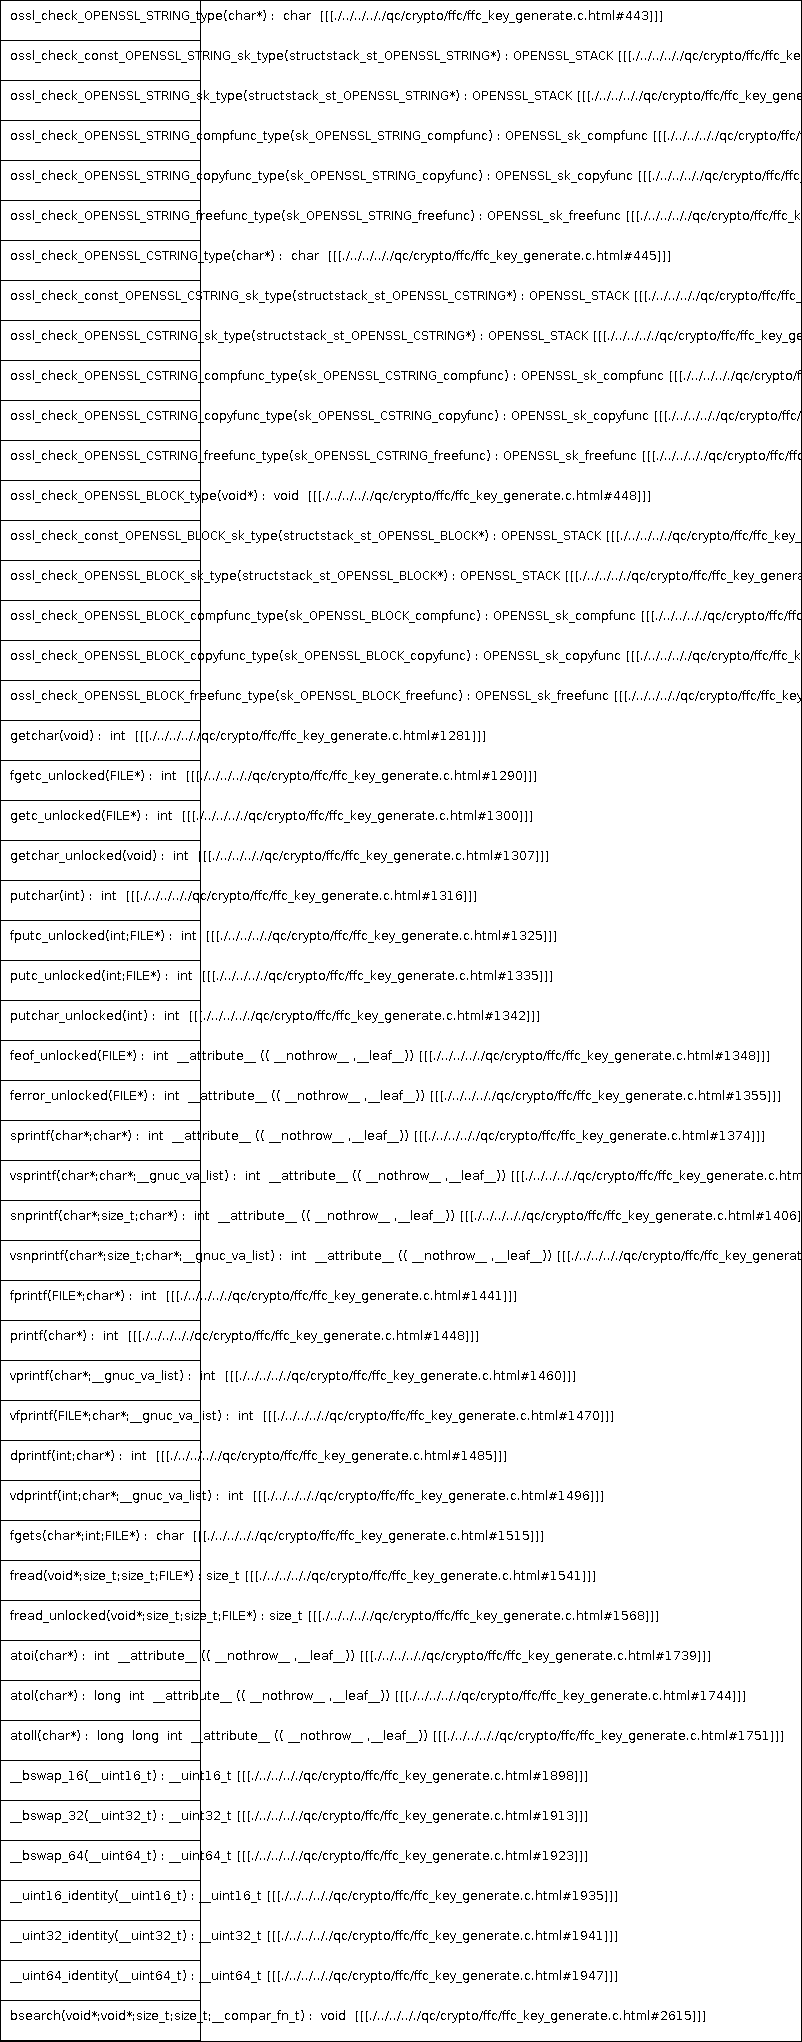 ossl_check_OPENSSL_STRING_type(char*) : char [[[./../../../qc/crypto/ffc/ffc_key_generate.c.html#443]]]
ossl_check_const_OPENSSL_STRING_sk_type(structstack_st_OPENSSL_STRING*) : OPENSSL_STACK [[[./../../../qc/crypto/ffc/ffc_ke
ossl_check_OPENSSL_STRING_sk_type(structstack_st_OPENSSL_STRING*) : OPENSSL_STACK [[[./../../../qc/crypto/ffc/ffc_key_gene
ossl_check_OPENSSL_STRING_compfunc_type(sk_OPENSSL_STRING_compfunc) : OPENSSL_sk_compfunc [[[./../../../qc/crypto/ffc/
ossl_check_OPENSSL_STRING_copyfunc_type(sk_OPENSSL_STRING_copyfunc) : OPENSSL_sk_copyfunc [[[./../../../qc/crypto/ffc/ffc_
ossl_check_OPENSSL_STRING_freefunc_type(sk_OPENSSL_STRING_freefunc) : OPENSSL_sk_freefunc [[[./../../../qc/crypto/ffc/ffc_k
ossl_check_OPENSSL_CSTRING_type(char*) : char [[[./../../../qc/crypto/ffc/ffc_key_generate.c.html#445]]]
ossl_check_const_OPENSSL_CSTRING_sk_type(structstack_st_OPENSSL_CSTRING*) : OPENSSL_STACK [[[./../../../qc/crypto/ffc/ffc_
ossl_check_OPENSSL_CSTRING_sk_type(structstack_st_OPENSSL_CSTRING*) : OPENSSL_STACK [[[./../../../qc/crypto/ffc/ffc_key_ge
ossl_check_OPENSSL_CSTRING_compfunc_type(sk_OPENSSL_CSTRING_compfunc) : OPENSSL_sk_compfunc [[[./../../../qc/crypto/f
ossl_check_OPENSSL_CSTRING_copyfunc_type(sk_OPENSSL_CSTRING_copyfunc) : OPENSSL_sk_copyfunc [[[./../../../qc/crypto/ffc/
ossl_check_OPENSSL_CSTRING_freefunc_type(sk_OPENSSL_CSTRING_freefunc) : OPENSSL_sk_freefunc [[[./../../../qc/crypto/ffc/ffc
ossl_check_OPENSSL_BLOCK_type(void*) : void [[[./../../../qc/crypto/ffc/ffc_key_generate.c.html#448]]]
ossl_check_const_OPENSSL_BLOCK_sk_type(structstack_st_OPENSSL_BLOCK*) : OPENSSL_STACK [[[./../../../qc/crypto/ffc/ffc_key_
ossl_check_OPENSSL_BLOCK_sk_type(structstack_st_OPENSSL_BLOCK*) : OPENSSL_STACK [[[./../../../qc/crypto/ffc/ffc_key_genera
ossl_check_OPENSSL_BLOCK_compfunc_type(sk_OPENSSL_BLOCK_compfunc) : OPENSSL_sk_compfunc [[[./../../../qc/crypto/ffc/ffc
ossl_check_OPENSSL_BLOCK_copyfunc_type(sk_OPENSSL_BLOCK_copyfunc) : OPENSSL_sk_copyfunc [[[./../../../qc/crypto/ffc/ffc_k
ossl_check_OPENSSL_BLOCK_freefunc_type(sk_OPENSSL_BLOCK_freefunc) : OPENSSL_sk_freefunc [[[./../../../qc/crypto/ffc/ffc_key
getchar(void) : int [[[./../../../qc/crypto/ffc/ffc_key_generate.c.html#1281]]]
fgetc_unlocked(FILE*) : int [[[./../../../qc/crypto/ffc/ffc_key_generate.c.html#1290]]]
getc_unlocked(FILE*) : int [[[./../../../qc/crypto/ffc/ffc_key_generate.c.html#1300]]]
getchar_unlocked(void) : int [[[./../../../qc/crypto/ffc/ffc_key_generate.c.html#1307]]]
putchar(int) : int [[[./../../../qc/crypto/ffc/ffc_key_generate.c.html#1316]]]
fputc_unlocked(int;FILE*) : int [[[./../../../qc/crypto/ffc/ffc_key_generate.c.html#1325]]]
putc_unlocked(int;FILE*) : int [[[./../../../qc/crypto/ffc/ffc_key_generate.c.html#1335]]]
putchar_unlocked(int) : int [[[./../../../qc/crypto/ffc/ffc_key_generate.c.html#1342]]]
feof_unlocked(FILE*) : int __attribute__ (( __nothrow__ ,__leaf__)) [[[./../../../qc/crypto/ffc/ffc_key_generate.c.html#1348]]]
ferror_unlocked(FILE*) : int __attribute__ (( __nothrow__ ,__leaf__)) [[[./../../../qc/crypto/ffc/ffc_key_generate.c.html#1355]]]
sprintf(char*;char*) : int __attribute__ (( __nothrow__ ,__leaf__)) [[[./../../../qc/crypto/ffc/ffc_key_generate.c.html#1374]]]
vsprintf(char*;char*;__gnuc_va_list) : int __attribute__ (( __nothrow__ ,__leaf__)) [[[./../../../qc/crypto/ffc/ffc_key_generate.c.htm
snprintf(char*;size_t;char*) : int __attribute__ (( __nothrow__ ,__leaf__)) [[[./../../../qc/crypto/ffc/ffc_key_generate.c.html#1406]
vsnprintf(char*;size_t;char*;__gnuc_va_list) : int __attribute__ (( __nothrow__ ,__leaf__)) [[[./../../../qc/crypto/ffc/ffc_key_generat
fprintf(FILE*;char*) : int [[[./../../../qc/crypto/ffc/ffc_key_generate.c.html#1441]]]
printf(char*) : int [[[./../../../qc/crypto/ffc/ffc_key_generate.c.html#1448]]]
vprintf(char*;__gnuc_va_list) : int [[[./../../../qc/crypto/ffc/ffc_key_generate.c.html#1460]]]
vfprintf(FILE*;char*;__gnuc_va_list) : int [[[./../../../qc/crypto/ffc/ffc_key_generate.c.html#1470]]]
dprintf(int;char*) : int [[[./../../../qc/crypto/ffc/ffc_key_generate.c.html#1485]]]
vdprintf(int;char*;__gnuc_va_list) : int [[[./../../../qc/crypto/ffc/ffc_key_generate.c.html#1496]]]
fgets(char*;int;FILE*) : char [[[./../../../qc/crypto/ffc/ffc_key_generate.c.html#1515]]]
fread(void*;size_t;size_t;FILE*) : size_t [[[./../../../qc/crypto/ffc/ffc_key_generate.c.html#1541]]]
fread_unlocked(void*;size_t;size_t;FILE*) : size_t [[[./../../../qc/crypto/ffc/ffc_key_generate.c.html#1568]]]
atoi(char*) : int __attribute__ (( __nothrow__ ,__leaf__)) [[[./../../../qc/crypto/ffc/ffc_key_generate.c.html#1739]]]
atol(char*) : long int __attribute__ (( __nothrow__ ,__leaf__)) [[[./../../../qc/crypto/ffc/ffc_key_generate.c.html#1744]]]
atoll(char*) : long long int __attribute__ (( __nothrow__ ,__leaf__)) [[[./../../../qc/crypto/ffc/ffc_key_generate.c.html#1751]]]
__bswap_16(__uint16_t) : __uint16_t [[[./../../../qc/crypto/ffc/ffc_key_generate.c.html#1898]]]
__bswap_32(__uint32_t) : __uint32_t [[[./../../../qc/crypto/ffc/ffc_key_generate.c.html#1913]]]
__bswap_64(__uint64_t) : __uint64_t [[[./../../../qc/crypto/ffc/ffc_key_generate.c.html#1923]]]
__uint16_identity(__uint16_t) : __uint16_t [[[./../../../qc/crypto/ffc/ffc_key_generate.c.html#1935]]]
__uint32_identity(__uint32_t) : __uint32_t [[[./../../../qc/crypto/ffc/ffc_key_generate.c.html#1941]]]
__uint64_identity(__uint64_t) : __uint64_t [[[./../../../qc/crypto/ffc/ffc_key_generate.c.html#1947]]]
bsearch(void*;void*;size_t;size_t;__compar_fn_t) : void [[[./../../../qc/crypto/ffc/ffc_key_generate.c.html#2615]]]